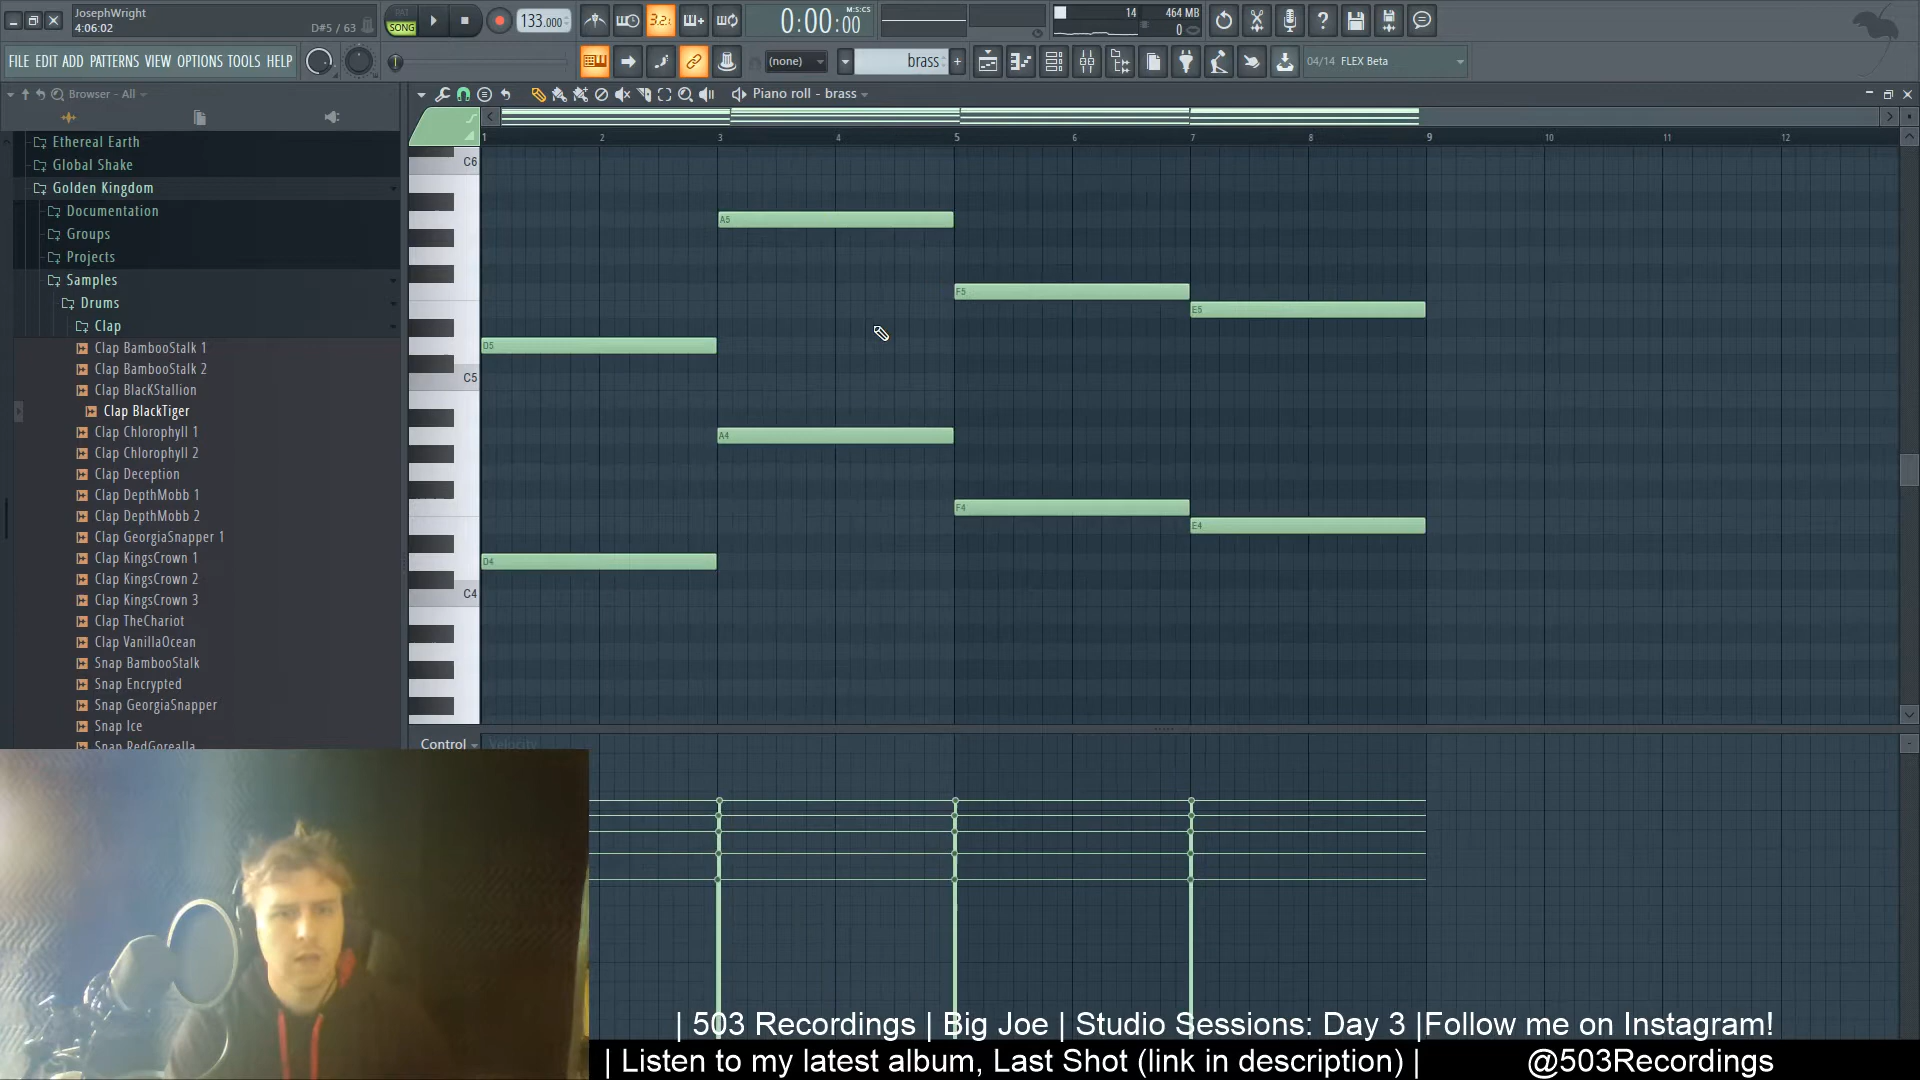 JosephWright
4:06:02
D#5 / 63
PAT
SONG
133.000
3.2.
0:00:00
M:S:CS
14
464 MB
0
FILE EDIT ADD PATTERNS VIEW OPTIONS TOOLS HELP
(none)
brass
04/14 FLEX Beta
Browser - All
Piano roll - brass
1 2 3 4 5 6 7 8 9 10 11 12
Ethereal Earth
Global Shake
Golden Kingdom
Documentation
Groups
Projects
Samples
Drums
Clap
Clap BambooStalk 1
Clap BambooStalk 2
Clap BlacKStallion
Clap BlackTiger
Clap Chlorophyll 1
Clap Chlorophyll 2
Clap Deception
Clap DepthMobb 1
Clap DepthMobb 2
Clap GeorgiaSnapper 1
Clap KingsCrown 1
Clap KingsCrown 2
Clap KingsCrown 3
Clap TheChariot
Clap VanillaOcean
Snap BambooStalk
Snap Encrypted
Snap GeorgiaSnapper
Snap Ice
Snap RedGorealla
C6
A5
F5
E5
D5
C5
A4
F4
E4
D4
C4
Control
Velocity
| 503 Recordings | Big Joe | Studio Sessions: Day 3 |Follow me on Instagram!
| Listen to my latest album, Last Shot (link in description) | @503Recordings